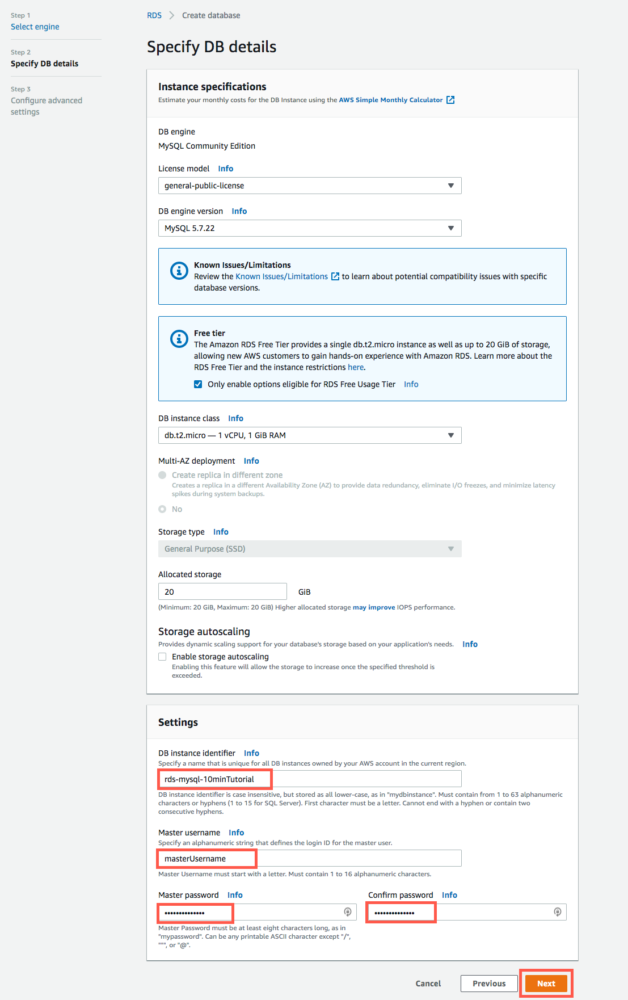 Step 1
Select engine
Step 2
Specify DB details
Step 3
Configure advanced
settings
RDS > Create database
Specify DB details
Instance specifications
Estimate your monthly costs for the DB Instance using the AWS Simple Monthly Calculator
DB engine
MySQL Community Edition
License model Info
general-public-license
DB engine version Info
MySQL 5.7.22
Known Issues/Limitations
Review the Known Issues/Limitations to learn about potential compatibility issues with specific
database versions.
Free tier
The Amazon RDS Free Tier provides a single db.t2.micro instance as well as up to 20 GiB of storage,
allowing new AWS customers to gain hands-on experience with Amazon RDS. Learn more about the
RDS Free Tier and the instance restrictions here.
Only enable options eligible for RDS Free Usage Tier Info
DB instance class Info
db.t2.micro — 1 vCPU, 1 GiB RAM
Multi-AZ deployment Info
Create replica in different zone
Creates a replica in a different Availability Zone (AZ) to provide data redundancy, eliminate I/O freezes, and minimize latency
spikes during system backups.
No
Storage type Info
General Purpose (SSD)
Allocated storage
20 GiB
(Minimum: 20 GiB, Maximum: 20 GiB) Higher allocated storage may improve IOPS performance.
Storage autoscaling
Provides dynamic scaling support for your database's storage based on your application's needs. Info
Enable storage autoscaling
Enabling this feature will allow the storage to increase once the specified threshold is
exceeded.
Settings
DB instance identifier Info
Specify a name that is unique for all DB instances owned by your AWS account in the current region.
rds-mysql-10minTutorial
DB instance identifier is case insensitive, but stored as all lower-case, as in "mydbinstance". Must contain from 1 to 63 alphanumeric
characters or hyphens (1 to 15 for SQL Server). First character must be a letter. Cannot end with a hyphen or contain two
consecutive hyphens.
Master username Info
Specify an alphanumeric string that defines the login ID for the master user.
masterUsername
Master Username must start with a letter. Must contain 1 to 16 alphanumeric characters.
Master password Info Confirm password Info
•••••••••••••• ••••••••••••••
Master Password must be at least eight characters long, as in
"mypassword". Can be any printable ASCII character except "/",
""", or "@".
Cancel Previous Next